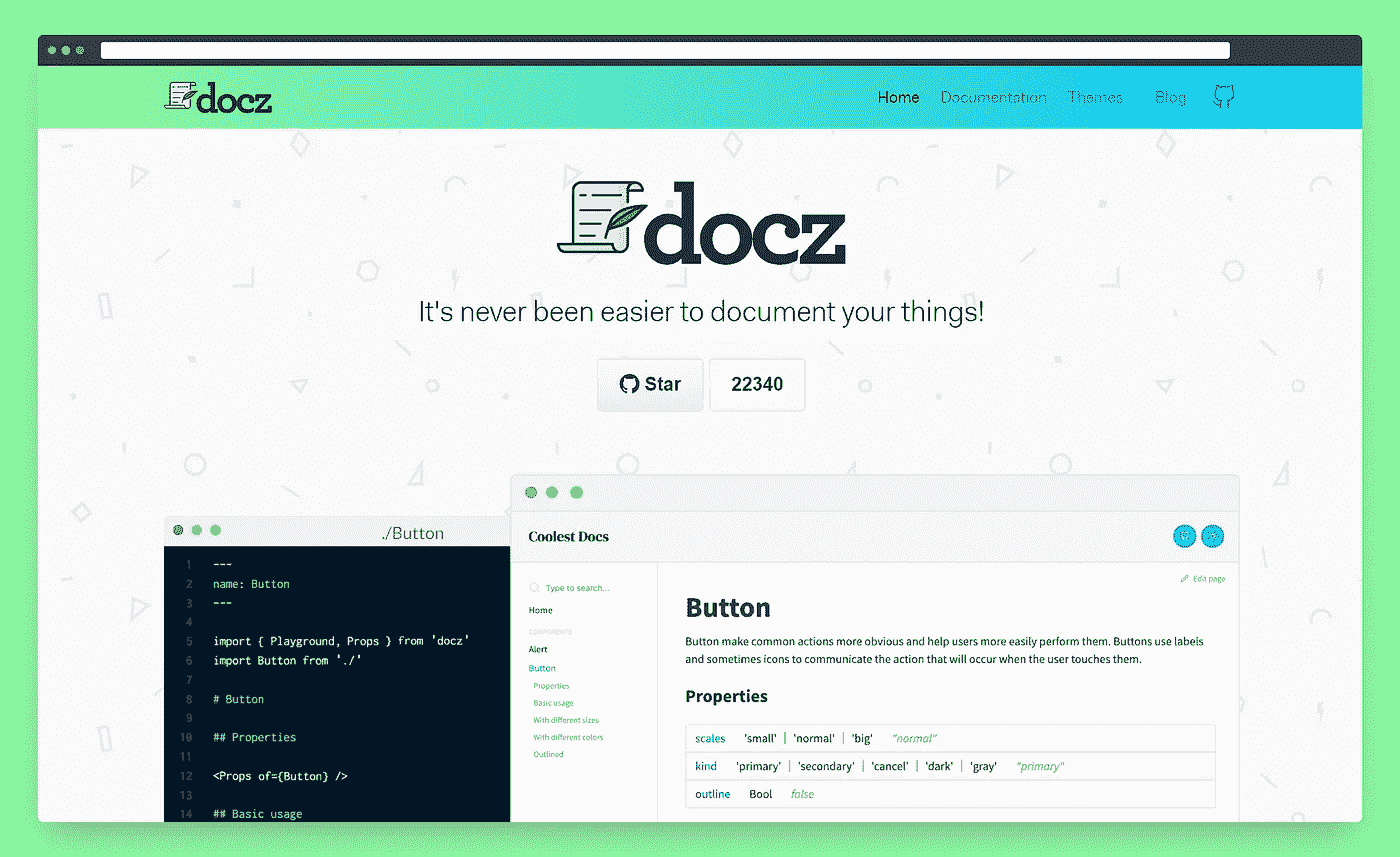 docz
Home Documentation Themes Blog
docz
It's never been easier to document your things!
Star 22340
./Button
1 ---
2 name: Button
3 ---
4
5 import { Playground, Props } from 'docz'
6 import Button from './'
7
8 # Button
9
10 ## Properties
11
12 <Props of={Button} />
13
14 ## Basic usage
Coolest Docs
Type to search...
Home
COMPONENTS
Alert
Button
Properties
Basic usage
With different sizes
With different colors
Outlined
Edit page
Button
Button make common actions more obvious and help users more easily perform them. Buttons use labels
and sometimes icons to communicate the action that will occur when the user touches them.
Properties
scales 'small' | 'normal' | 'big' "normal"
kind 'primary' | 'secondary' | 'cancel' | 'dark' | 'gray' "primary"
outline Bool false